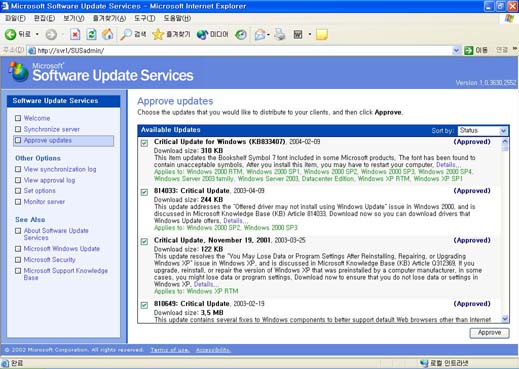 Microsoft Software Update Services - Microsoft Internet Explorer
파일(F) 편집(E) 보기(V) 즐겨찾기(A) 도구(T) 도움말(H)
뒤로 검색 즐겨찾기 미디어
주소(D) http://svr1/SUSadmin/ 이동 연결 »
Microsoft
Software Update Services
Version 1.0.3630.2552
Software Update Services
Welcome
Synchronize server
Approve updates
Other Options
View synchronization log
View approval log
Set options
Monitor server
See Also
About Software Update
Services
Microsoft Windows Update
Microsoft Security
Microsoft Support Knowledge
Base
Approve updates
Choose the updates that you would like to distribute to your clients, and then click Approve.
Available Updates Sort by: Status
Critical Update for Windows (KB833407), 2004-02-09 (Approved)
Download size: 310 KB
This item updates the Bookshelf Symbol 7 font included in some Microsoft products. The font has been found to
contain unacceptable symbols. After you install this item, you may have to restart your computer. Details...
Applies to: Windows 2000 RTM, Windows 2000 SP1, Windows 2000 SP2, Windows 2000 SP3, Windows 2000 SP4,
Windows Server 2003 family, Windows Server 2003, Datacenter Edition, Windows XP RTM, Windows XP SP1
814033: Critical Update, 2003-04-09 (Approved)
Download size: 244 KB
This update addresses the "Offered driver may not install using Windows Update" issue in Windows 2000, and is
discussed in Microsoft Knowledge Base (KB) Article 814033. Download now so you can download drivers that
Windows Update offers. Details...
Applies to: Windows 2000 SP2, Windows 2000 SP3
Critical Update, November 19, 2001, 2003-03-25 (Approved)
Download size: 122 KB
This update resolves the "You May Lose Data or Program Settings After Reinstalling, Repairing, or Upgrading
Windows XP" issue in Windows XP, and is discussed in Microsoft Knowledge Base (KB) Article Q312369. If you
upgrade, reinstall, or repair the version of Windows XP that was preinstalled by a computer manufacturer, in some
cases, you might lose data or program settings. Download now to ensure that you do not lose data or settings in
Windows XP. Details...
Applies to: Windows XP RTM
810649: Critical Update, 2003-02-19 (Approved)
Download size: 3.5 MB
This update contains several fixes to Windows components to better support default Web browsers other than Internet
Approve
© 2002 Microsoft Corporation. All rights reserved. Terms of use. Accessibility.
완료 로컬 인트라넷